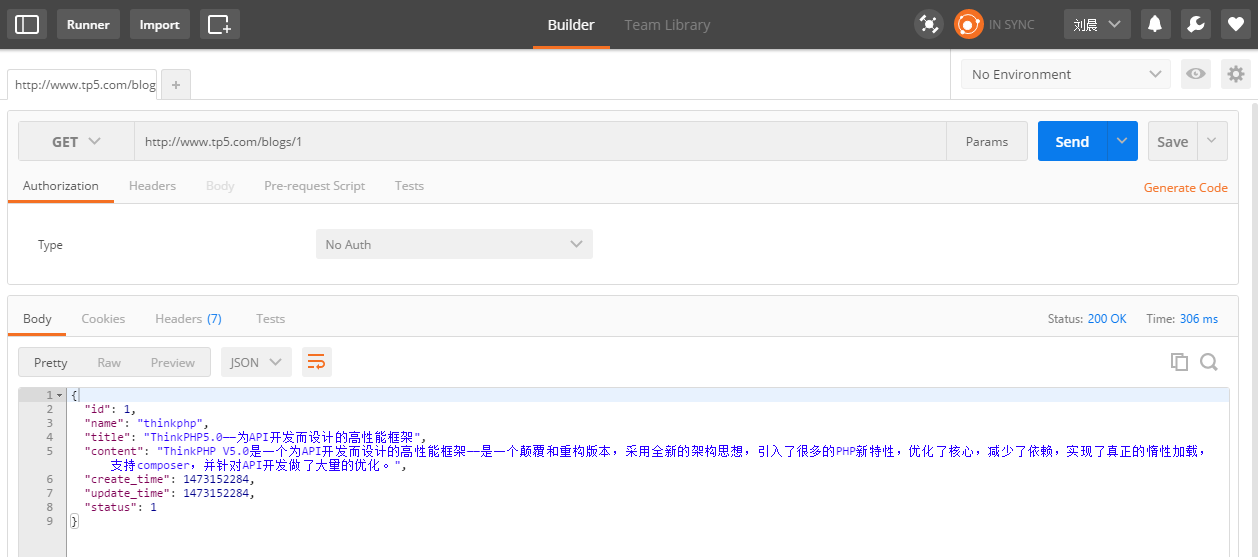 Runner Import Builder Team Library IN SYNC 刘晨
http://www.tp5.com/blog + No Environment
GET http://www.tp5.com/blogs/1 Params Send Save
Authorization Headers Body Pre-request Script Tests Generate Code
Type No Auth
Body Cookies Headers (7) Tests Status: 200 OK Time: 306 ms
Pretty Raw Preview JSON
1 {
2 "id": 1,
3 "name": "thinkphp",
4 "title": "ThinkPHP5.0——为API开发而设计的高性能框架",
5 "content": "ThinkPHP V5.0是一个为API开发而设计的高性能框架——是一个颠覆和重构版本，采用全新的架构思想，引入了很多的PHP新特性，优化了核心，减少了依赖，实现了真正的惰性加载，
支持composer，并针对API开发做了大量的优化。",
6 "create_time": 1473152284,
7 "update_time": 1473152284,
8 "status": 1
9 }